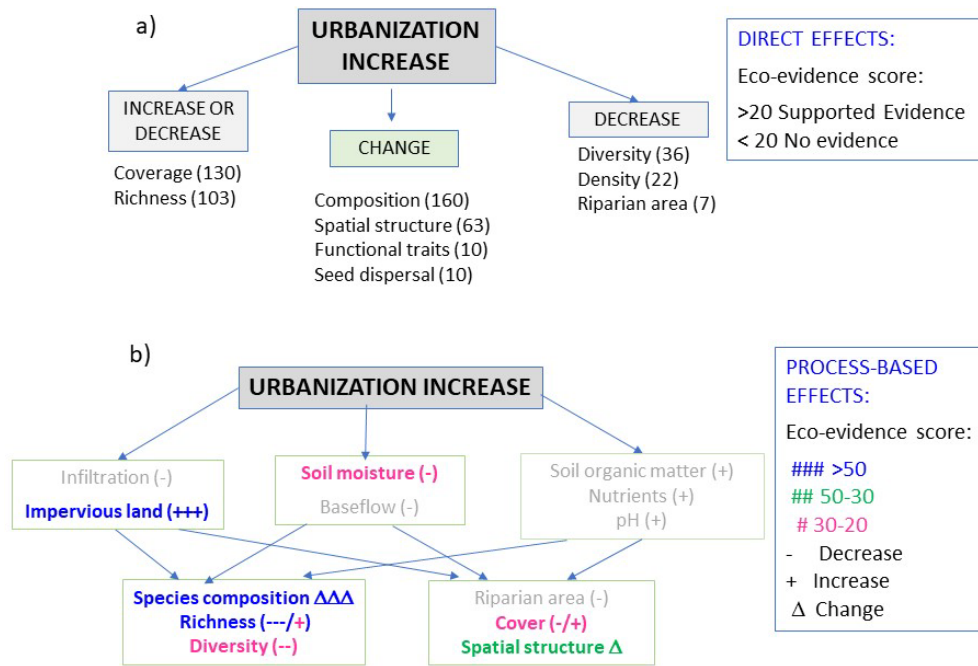 a)
URBANIZATION
INCREASE
INCREASE OR
DECREASE
Coverage (130)
Richness (103)
CHANGE
Composition (160)
Spatial structure (63)
Functional traits (10)
Seed dispersal (10)
DECREASE
Diversity (36)
Density (22)
Riparian area (7)
DIRECT EFFECTS:
Eco-evidence score:
>20 Supported Evidence
< 20 No evidence
b)
URBANIZATION INCREASE
Infiltration (-)
Impervious land (+++)
Soil moisture (-)
Baseflow (-)
Soil organic matter (+)
Nutrients (+)
pH (+)
Species composition ΔΔΔ
Richness (---/+)
Diversity (--)
Riparian area (-)
Cover (-/+)
Spatial structure Δ
PROCESS-BASED
EFFECTS:
Eco-evidence score:
### >50
## 50-30
# 30-20
- Decrease
+ Increase
Δ Change